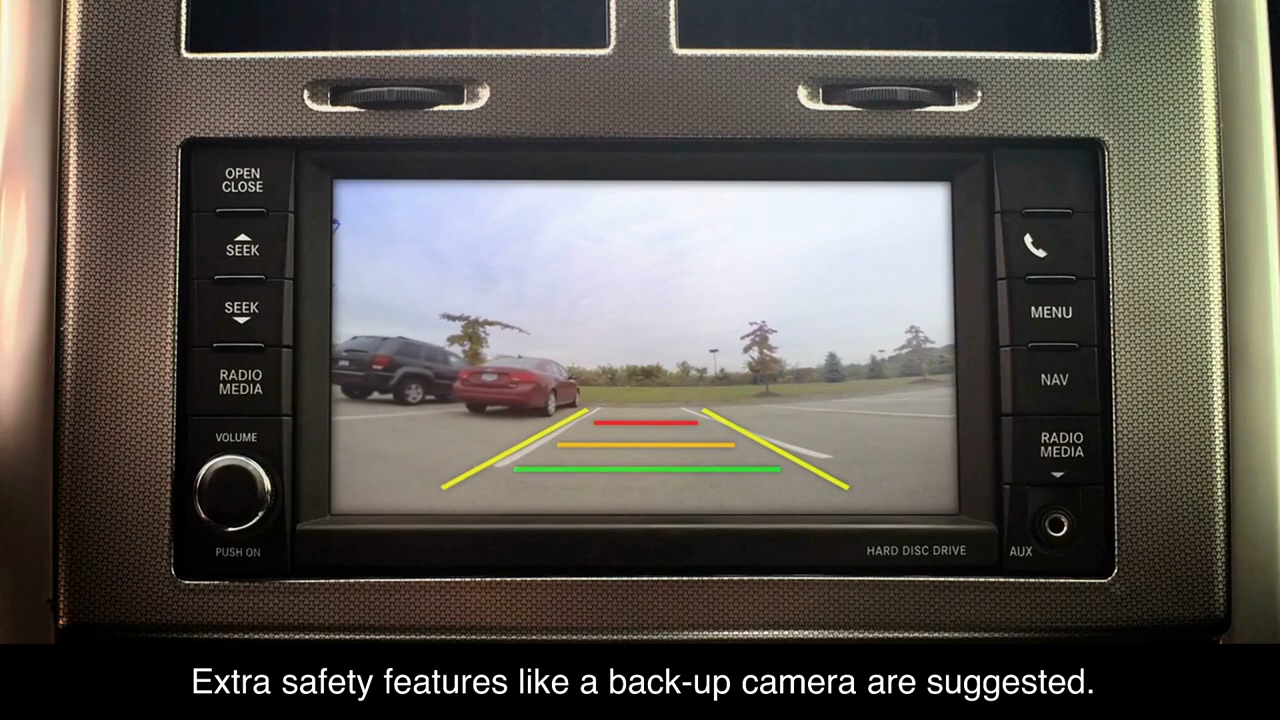 OPEN
CLOSE
SEEK
SEEK
RADIO
MEDIA
VOLUME
PUSH ON
MENU
NAV
RADIO
MEDIA
AUX
HARD DISC DRIVE
Extra safety features like a back-up camera are suggested.